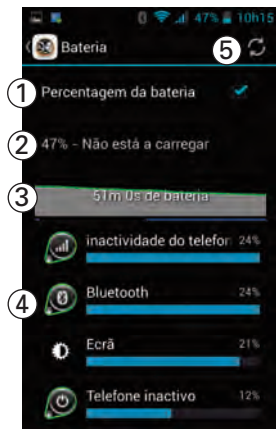 47% 10h15
Bateria 5
1 Percentagem da bateria
2 47% - Não está a carregar
3 51m 0s de bateria
inactividade do telefor 24%
4 Bluetooth 24%
Ecrã 21%
Telefone inactivo 12%